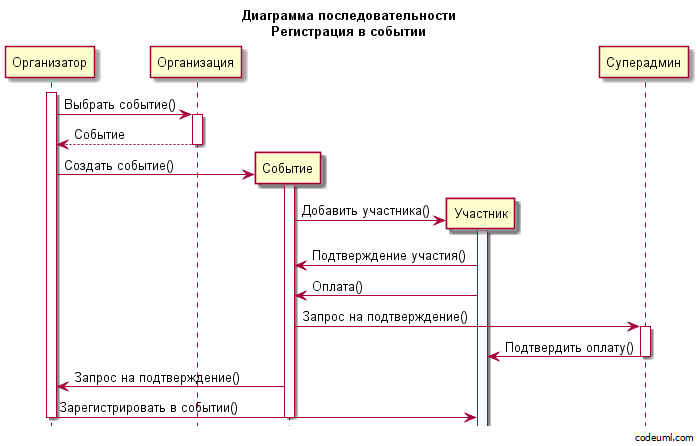 Диаграмма последовательности
Регистрация в событии
Организатор
Организация
Суперадмин
Выбрать событие()
Событие
Создать событие()
Событие
Добавить участника()
Участник
Подтверждение участия()
Оплата()
Запрос на подтверждение()
Подтвердить оплату()
Запрос на подтверждение()
Зарегистрировать в событии()
codeuml.com